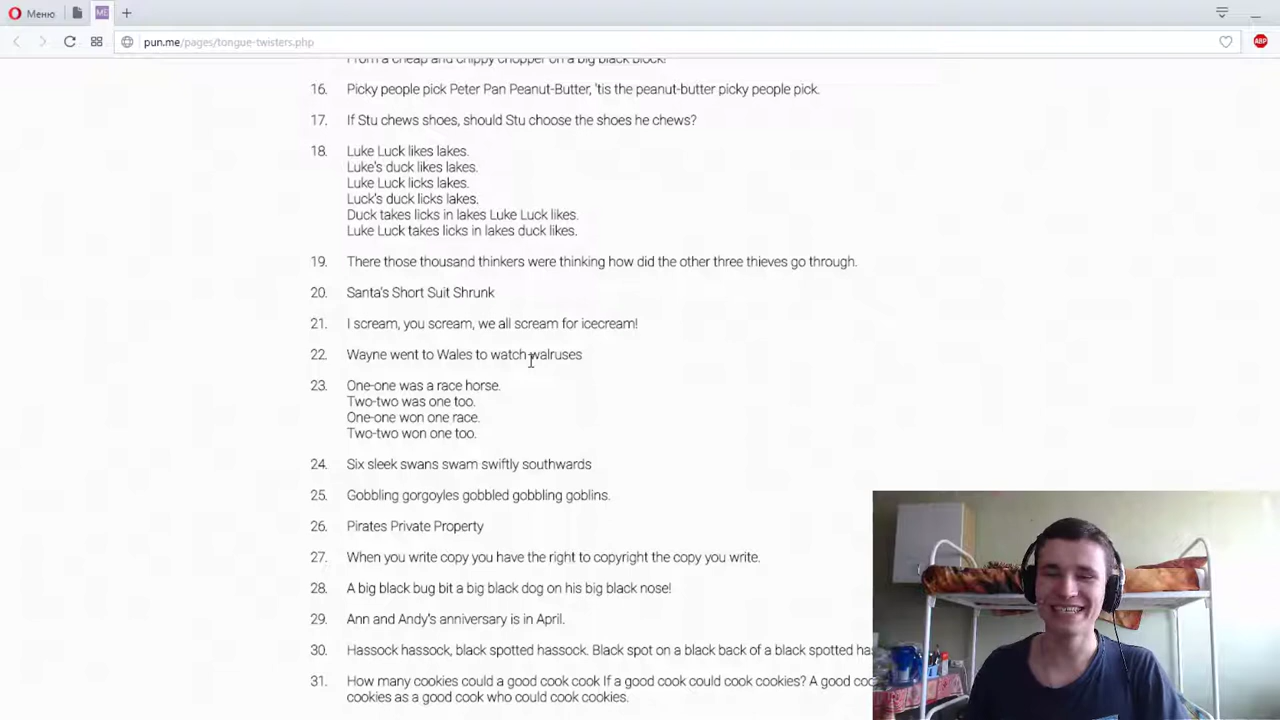 Меню
ME
pun.me/pages/tongue-twisters.php
ABP
From a cheap and chippy chopper on a big black block!
16. Picky people pick Peter Pan Peanut-Butter, 'tis the peanut-butter picky people pick.
17. If Stu chews shoes, should Stu choose the shoes he chews?
18. Luke Luck likes lakes.
Luke's duck likes lakes.
Luke Luck licks lakes.
Luck's duck licks lakes.
Duck takes licks in lakes Luke Luck likes.
Luke Luck takes licks in lakes duck likes.
19. There those thousand thinkers were thinking how did the other three thieves go through.
20. Santa's Short Suit Shrunk
21. I scream, you scream, we all scream for icecream!
22. Wayne went to Wales to watch walruses
23. One-one was a race horse.
Two-two was one too.
One-one won one race.
Two-two won one too.
24. Six sleek swans swam swiftly southwards
25. Gobbling gorgoyles gobbled gobbling goblins.
26. Pirates Private Property
27. When you write copy you have the right to copyright the copy you write.
28. A big black bug bit a big black dog on his big black nose!
29. Ann and Andy's anniversary is in April.
30. Hassock hassock, black spotted hassock. Black spot on a black back of a black spotted
31. How many cookies could a good cook cook If a good cook could cook cookies? A good
cookies as a good cook who could cook cookies.